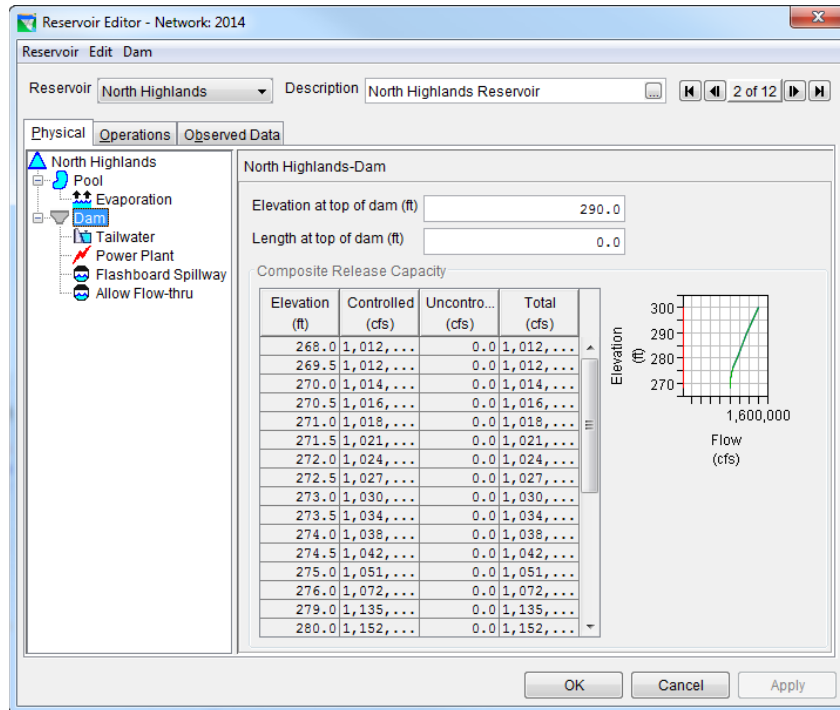 Reservoir Editor - Network: 2014
Reservoir Edit Dam
Reservoir North Highlands Description North Highlands Reservoir ... 2 of 12
Physical Operations Observed Data
North Highlands
Pool
Evaporation
Dam
Tailwater
Power Plant
Flashboard Spillway
Allow Flow-thru
North Highlands-Dam
Elevation at top of dam (ft) 290.0
Length at top of dam (ft) 0.0
Composite Release Capacity
Elevation Controlled Uncontro... Total
(ft) (cfs) (cfs) (cfs)
268.0 1,012,... 0.0 1,012,...
269.5 1,012,... 0.0 1,012,...
270.0 1,014,... 0.0 1,014,...
270.5 1,016,... 0.0 1,016,...
271.0 1,018,... 0.0 1,018,...
271.5 1,021,... 0.0 1,021,...
272.0 1,024,... 0.0 1,024,...
272.5 1,027,... 0.0 1,027,...
273.0 1,030,... 0.0 1,030,...
273.5 1,034,... 0.0 1,034,...
274.0 1,038,... 0.0 1,038,...
274.5 1,042,... 0.0 1,042,...
275.0 1,051,... 0.0 1,051,...
276.0 1,072,... 0.0 1,072,...
279.0 1,135,... 0.0 1,135,...
280.0 1,152,... 0.0 1,152,...
Elevation
(ft)
300
290
280
270
1,600,000
Flow
(cfs)
OK Cancel Apply